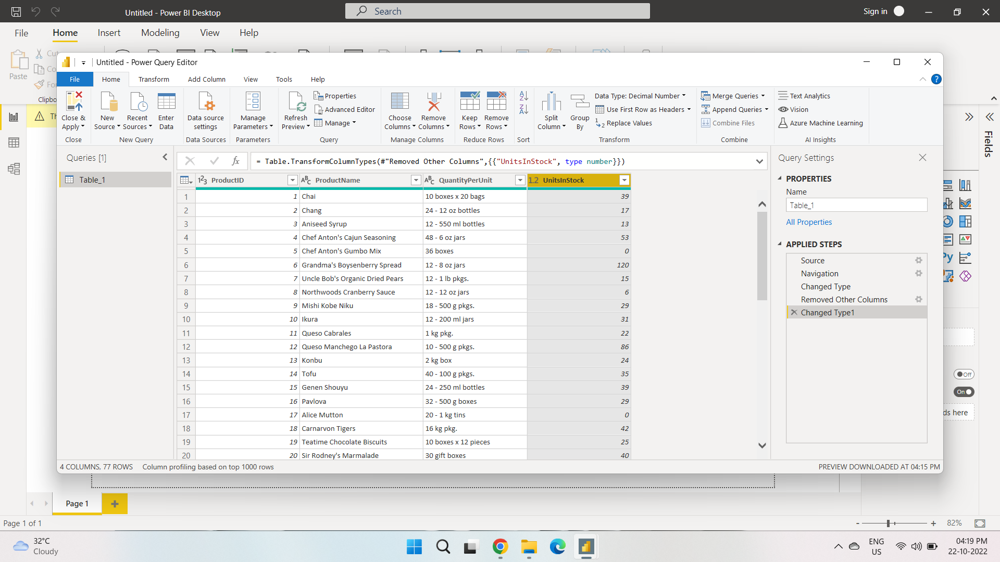 Untitled - Power BI Desktop
Search
Sign in
File Home Insert Modeling View Help
Paste
Cut
Clipbo
Untitled - Power Query Editor
File Home Transform Add Column View Tools Help
Close & Apply
Close
New Source
Recent Sources
Enter Data
New Query
Data source settings
Data Sources
Manage Parameters
Parameters
Refresh Preview
Properties
Advanced Editor
Manage
Query
Choose Columns
Remove Columns
Manage Columns
Keep Rows
Remove Rows
Reduce Rows
Sort
Split Column
Group By
Data Type: Decimal Number
Use First Row as Headers
Replace Values
Transform
Merge Queries
Append Queries
Combine Files
Combine
Text Analytics
Vision
Azure Machine Learning
AI Insights
Fields
Queries [1]
Table_1
fx
= Table.TransformColumnTypes(#"Removed Other Columns",{{"UnitsInStock", type number}})
ProductID ProductName QuantityPerUnit 1.2 UnitsInStock
1 1 Chai 10 boxes x 20 bags 39
2 2 Chang 24 - 12 oz bottles 17
3 3 Aniseed Syrup 12 - 550 ml bottles 13
4 4 Chef Anton's Cajun Seasoning 48 - 6 oz jars 53
5 5 Chef Anton's Gumbo Mix 36 boxes 0
6 6 Grandma's Boysenberry Spread 12 - 8 oz jars 120
7 7 Uncle Bob's Organic Dried Pears 12 - 1 lb pkgs. 15
8 8 Northwoods Cranberry Sauce 12 - 12 oz jars 6
9 9 Mishi Kobe Niku 18 - 500 g pkgs. 29
10 10 Ikura 12 - 200 ml jars 31
11 11 Queso Cabrales 1 kg pkg. 22
12 12 Queso Manchego La Pastora 10 - 500 g pkgs. 86
13 13 Konbu 2 kg box 24
14 14 Tofu 40 - 100 g pkgs. 35
15 15 Genen Shouyu 24 - 250 ml bottles 39
16 16 Pavlova 32 - 500 g boxes 29
17 17 Alice Mutton 20 - 1 kg tins 0
18 18 Carnarvon Tigers 16 kg pkg. 42
19 19 Teatime Chocolate Biscuits 10 boxes x 12 pieces 25
20 20 Sir Rodney's Marmalade 30 gift boxes 40
Query Settings
PROPERTIES
Name
Table_1
All Properties
APPLIED STEPS
Source
Navigation
Changed Type
Removed Other Columns
Changed Type1
Off
On
ds here
4 COLUMNS, 77 ROWS Column profiling based on top 1000 rows
PREVIEW DOWNLOADED AT 04:15 PM
Page 1
Page 1 of 1
82%
32°C
Cloudy
ENG
US
04:19 PM
22-10-2022